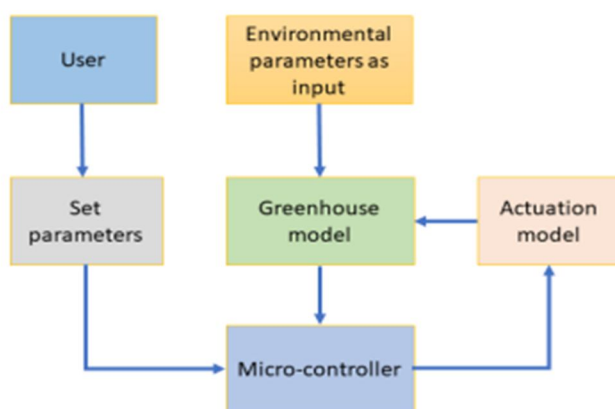 User
Environmental
parameters as
input
Set
parameters
Greenhouse
model
Actuation
model
Micro-controller